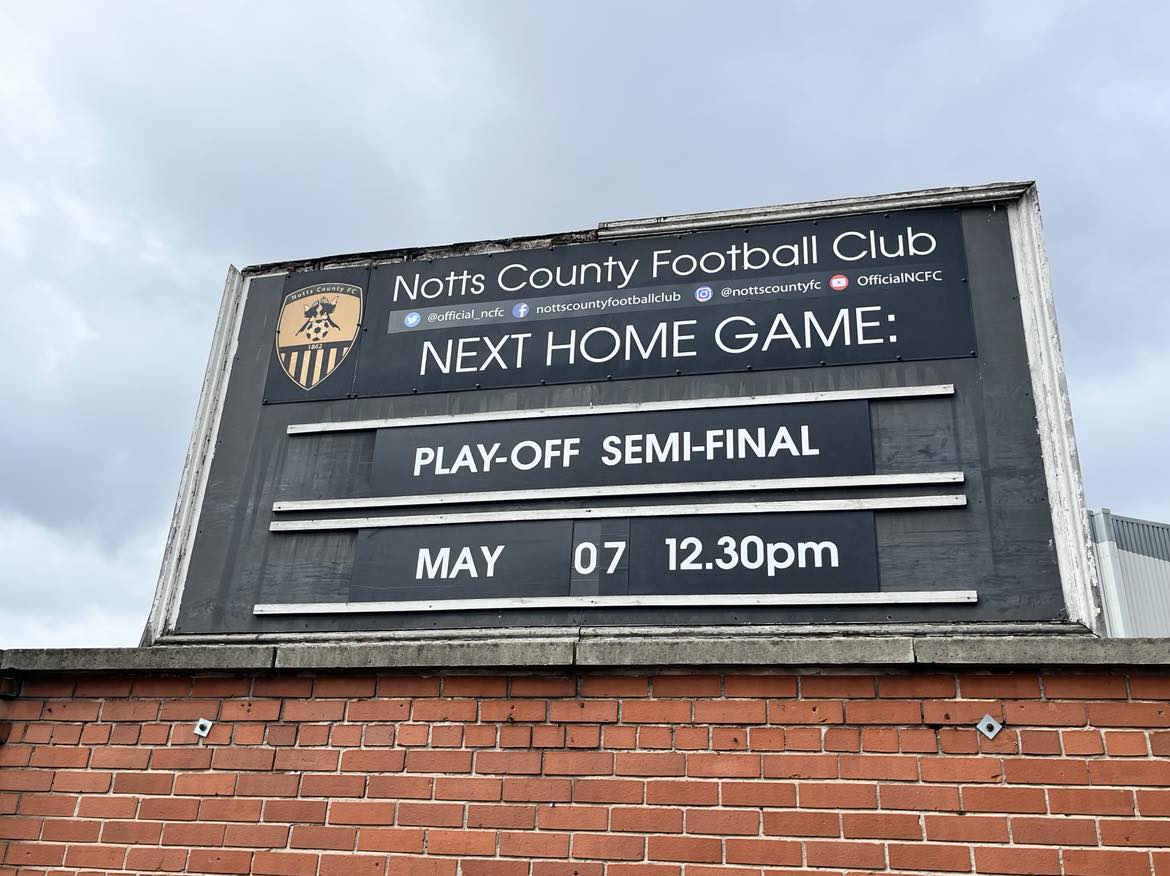 Notts County FC
1862
Notts County Football Club
@official_ncfc nottscountyfootballclub @nottscountyfc OfficialNCFC
NEXT HOME GAME:
PLAY-OFF SEMI-FINAL
MAY 07 12.30pm